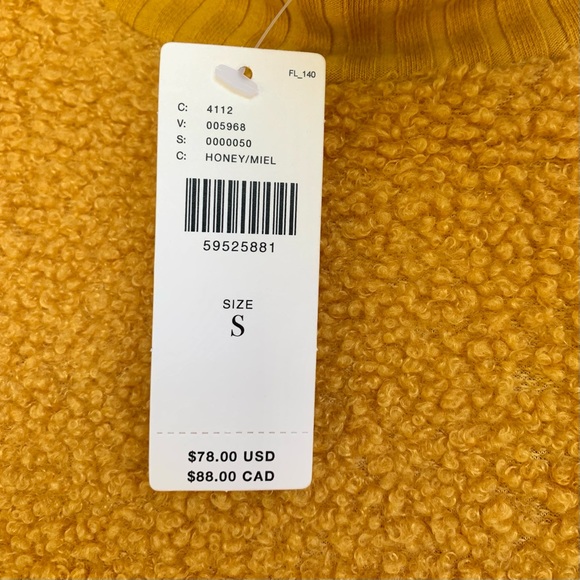 FL_140
C: 4112
V: 005968
S: 0000050
C: HONEY/MIEL
59525881
SIZE
S
$78.00 USD
$88.00 CAD